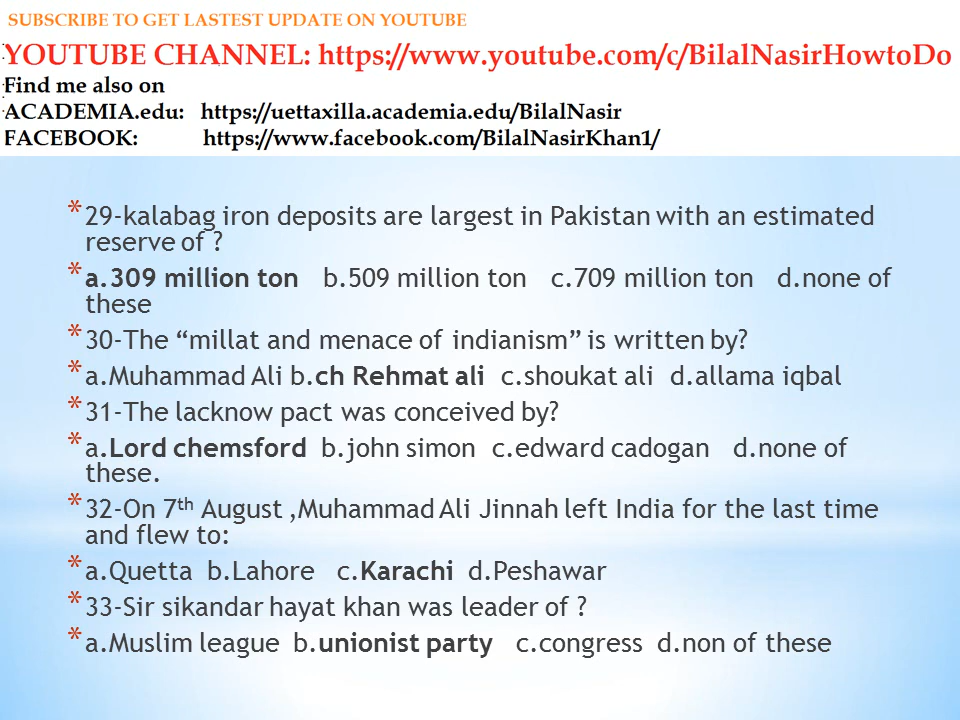 SUBSCRIBE TO GET LASTEST UPDATE ON YOUTUBE
YOUTUBE CHANNEL: https://www.youtube.com/c/BilalNasirHowtoDo
Find me also on
ACADEMIA.edu: https://uettaxilla.academia.edu/BilalNasir
FACEBOOK: https://www.facebook.com/BilalNasirKhan1/
* 29-kalabag iron deposits are largest in Pakistan with an estimated
reserve of ?
* a.309 million ton b.509 million ton c.709 million ton d.none of
these
* 30-The “millat and menace of indianism” is written by?
* a.Muhammad Ali b.ch Rehmat ali c.shoukat ali d.allama iqbal
* 31-The lacknow pact was conceived by?
* a.Lord chemsford b.john simon c.edward cadogan d.none of
these.
* 32-On 7th August ,Muhammad Ali Jinnah left India for the last time
and flew to:
* a.Quetta b.Lahore c.Karachi d.Peshawar
* 33-Sir sikandar hayat khan was leader of ?
* a.Muslim league b.unionist party c.congress d.non of these